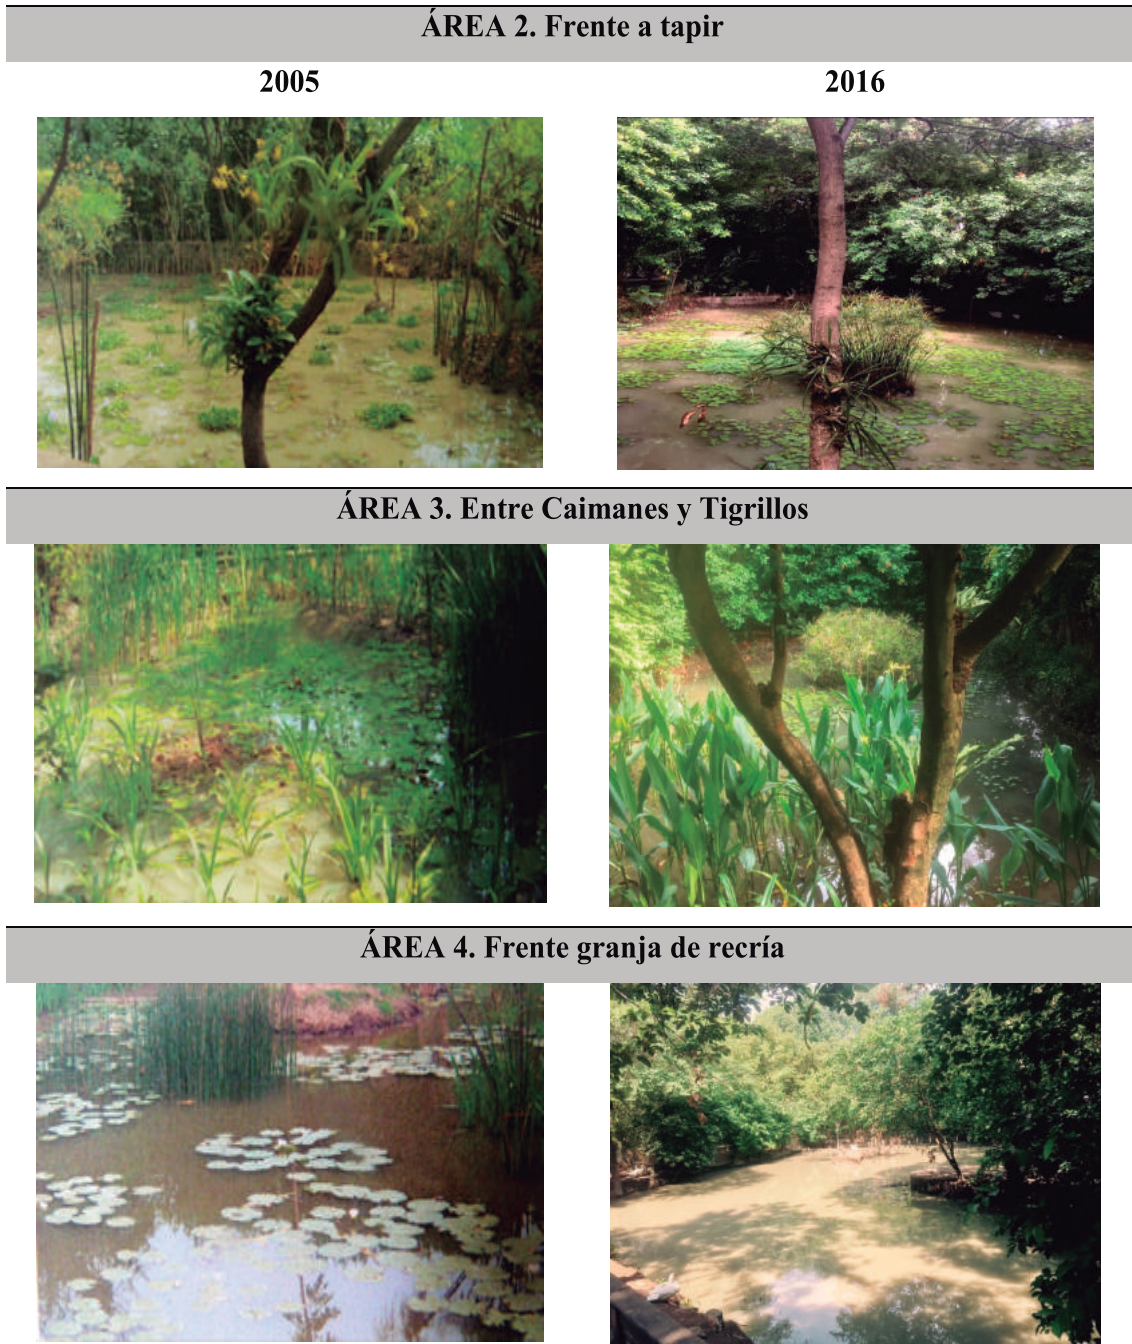 ÁREA 2. Frente a tapir
2005
2016
ÁREA 3. Entre Caimanes y Tigrillos
ÁREA 4. Frente granja de recría